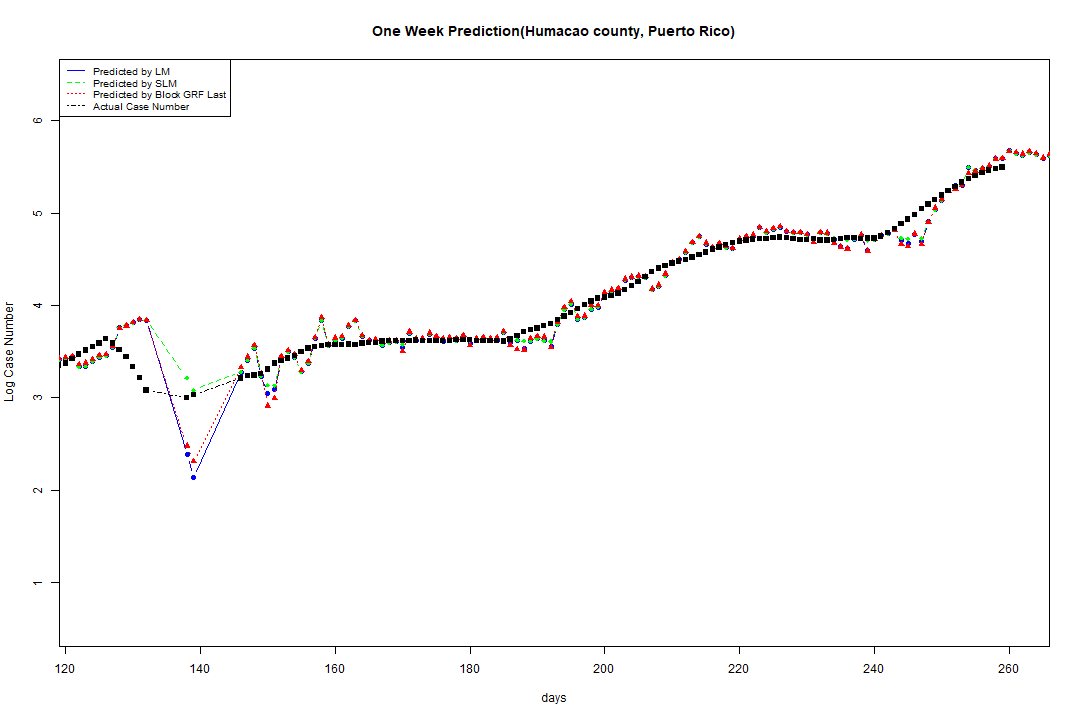 One Week Prediction(Humacao county, Puerto Rico)
Predicted by LM
Predicted by SLM
Predicted by Block GRF Last
Actual Case Number
Log Case Number
6
5
4
3
2
1
120 140 160 180 200 220 240 260
days